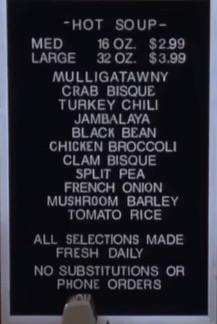 -HOT SOUP-
MED 16 OZ. $2.99
LARGE 32 OZ. $3.99
MULLIGATAWNY
CRAB BISQUE
TURKEY CHILI
JAMBALAYA
BLACK BEAN
CHICKEN BROCCOLI
CLAM BISQUE
SPLIT PEA
FRENCH ONION
MUSHROOM BARLEY
TOMATO RICE
ALL SELECTIONS MADE
FRESH DAILY
NO SUBSTITUTIONS OR
PHONE ORDERS